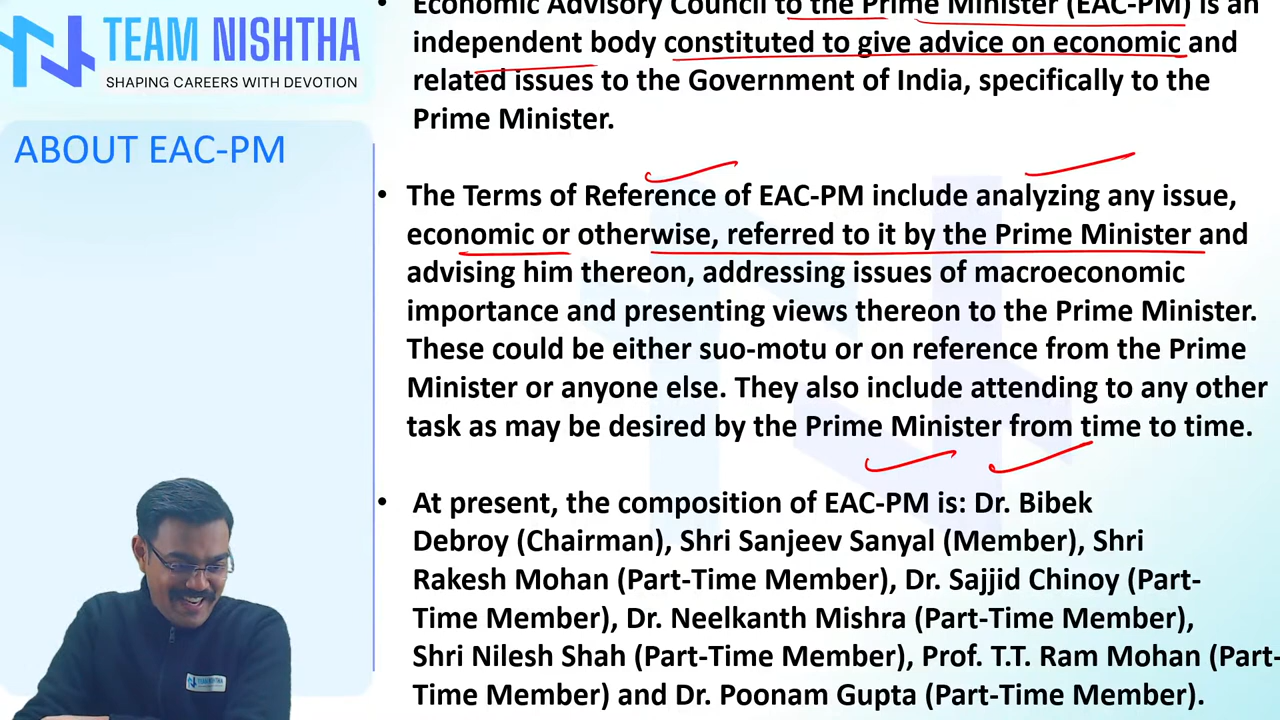 Economic Advisory Council to the Prime Minister (EAC-PM) is an
independent body constituted to give advice on economic and
related issues to the Government of India, specifically to the
Prime Minister.
TEAM NISHTHA
SHAPING CAREERS WITH DEVOTION
ABOUT EAC-PM
• The Terms of Reference of EAC-PM include analyzing any issue,
economic or otherwise, referred to it by the Prime Minister and
advising him thereon, addressing issues of macroeconomic
importance and presenting views thereon to the Prime Minister.
These could be either suo-motu or on reference from the Prime
Minister or anyone else. They also include attending to any other
task as may be desired by the Prime Minister from time to time.
• At present, the composition of EAC-PM is: Dr. Bibek
Debroy (Chairman), Shri Sanjeev Sanyal (Member), Shri
Rakesh Mohan (Part-Time Member), Dr. Sajjid Chinoy (Part-
Time Member), Dr. Neelkanth Mishra (Part-Time Member),
Shri Nilesh Shah (Part-Time Member), Prof. T.T. Ram Mohan (Part-
Time Member) and Dr. Poonam Gupta (Part-Time Member).
TEAM NISHTHA